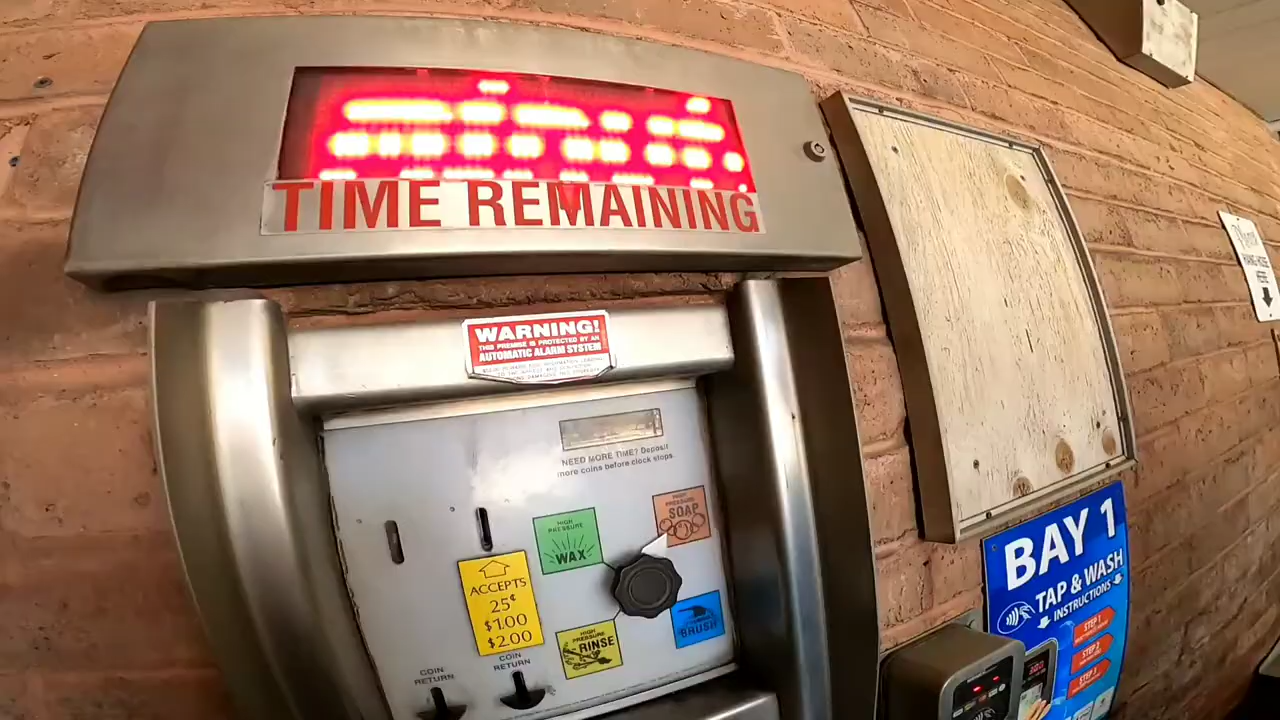 TIME REMAINING
WARNING!
THIS PREMISE IS PROTECTED BY AN
AUTOMATIC ALARM SYSTEM
NEED MORE TIME? Deposit
more coins before clock stops.
HIGH
PRESSURE
SOAP
HIGH
PRESSURE
WAX
ACCEPTS
25¢
$1.00
$2.00
HIGH
PRESSURE
RINSE
BRUSH
COIN
RETURN
COIN
RETURN
BAY 1
TAP & WASH
INSTRUCTIONS
STEP 1
STEP 2
STEP 3